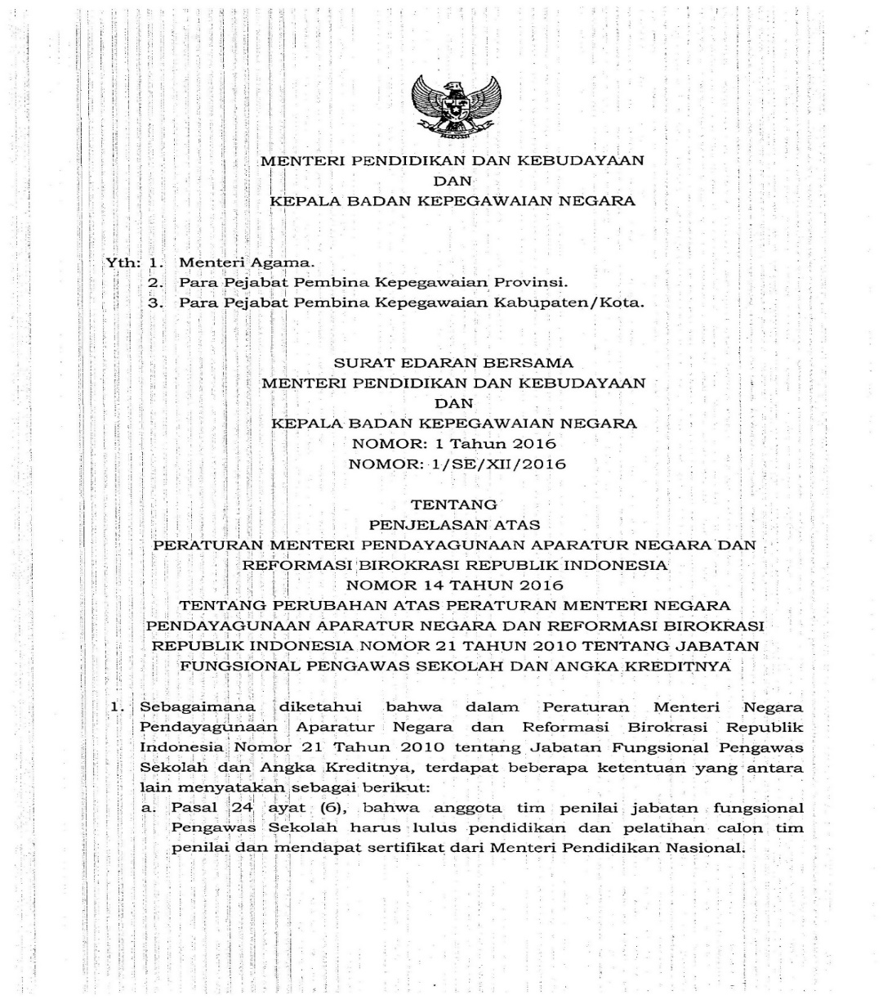 MENTERI PENDIDIKAN DAN KEBUDAYAAN
DAN
KEPALA BADAN KEPEGAWAIAN NEGARA
Yth: 1. Menteri Agama.
2. Para Pejabat Pembina Kepegawaian Provinsi.
3. Para Pejabat Pembina Kepegawaian Kabupaten/Kota.
SURAT EDARAN BERSAMA
MENTERI PENDIDIKAN DAN KEBUDAYAAN
DAN
KEPALA BADAN KEPEGAWAIAN NEGARA
NOMOR: 1 Tahun 2016
NOMOR: 1/SE/XII/2016
TENTANG
PENJELASAN ATAS
PERATURAN MENTERI PENDAYAGUNAAN APARATUR NEGARA DAN
REFORMASI BIROKRASI REPUBLIK INDONESIA
NOMOR 14 TAHUN 2016
TENTANG PERUBAHAN ATAS PERATURAN MENTERI NEGARA
PENDAYAGUNAAN APARATUR NEGARA DAN REFORMASI BIROKRASI
REPUBLIK INDONESIA NOMOR 21 TAHUN 2010 TENTANG JABATAN
FUNGSIONAL PENGAWAS SEKOLAH DAN ANGKA KREDITNYA
1. Sebagaimana diketahui bahwa dalam Peraturan Menteri Negara
Pendayagunaan Aparatur Negara dan Reformasi Birokrasi Republik
Indonesia Nomor 21 Tahun 2010 tentang Jabatan Fungsional Pengawas
Sekolah dan Angka Kreditnya, terdapat beberapa ketentuan yang antara
lain menyatakan sebagai berikut:
a. Pasal 24 ayat (6), bahwa anggota tim penilai jabatan fungsional
Pengawas Sekolah harus lulus pendidikan dan pelatihan calon tim
penilai dan mendapat sertifikat dari Menteri Pendidikan Nasional.